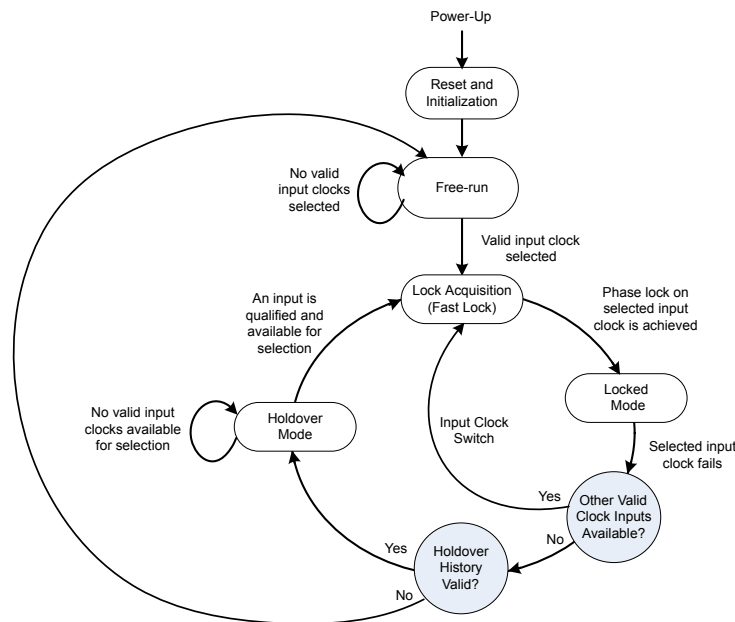 Power-Up
Reset and
Initialization
No valid
input clocks
selected
Free-run
Valid input clock
selected
An input is
qualified and
available for
selection
Lock Acquisition
(Fast Lock)
Phase lock on
selected input
clock is achieved
No valid input
clocks available
for selection
Holdover
Mode
Input Clock
Switch
Locked
Mode
Selected input
clock fails
Yes
Other Valid
Clock Inputs
Available?
No
Yes
Holdover
History
Valid?
No